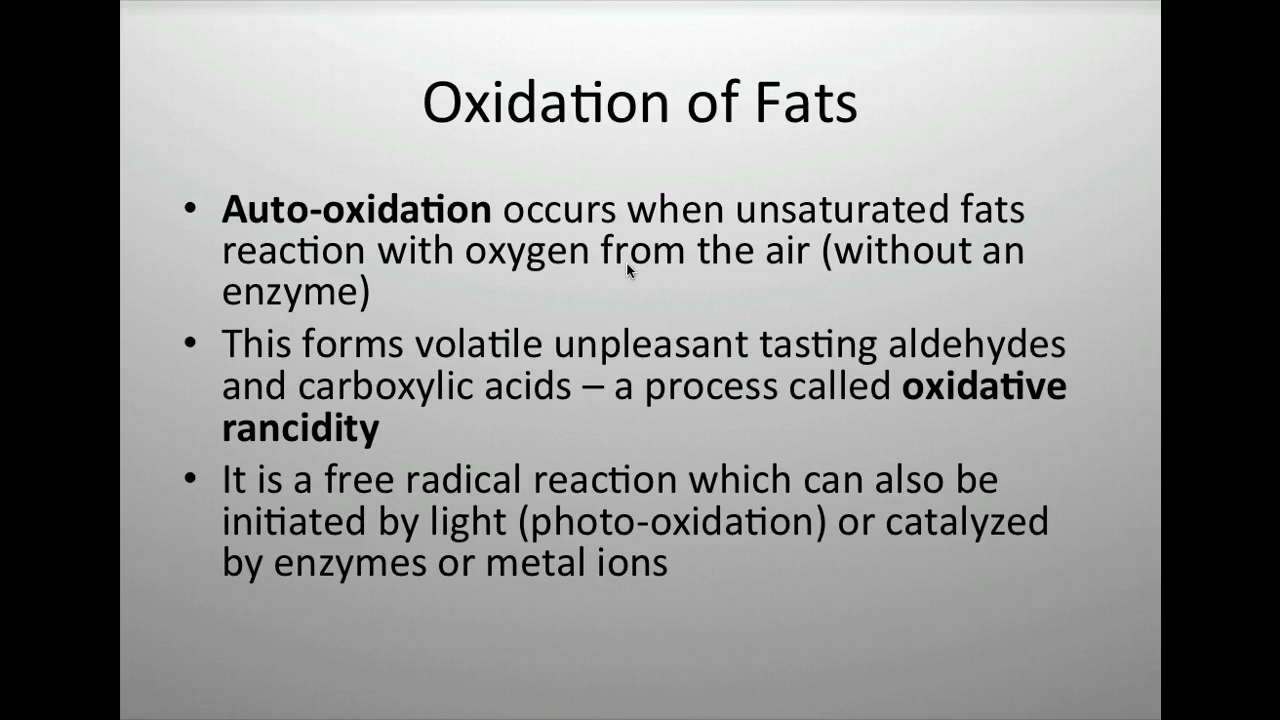 Oxidation of Fats
• Auto-oxidation occurs when unsaturated fats
reaction with oxygen from the air (without an
enzyme)
• This forms volatile unpleasant tasting aldehydes
and carboxylic acids – a process called oxidative
rancidity
• It is a free radical reaction which can also be
initiated by light (photo-oxidation) or catalyzed
by enzymes or metal ions